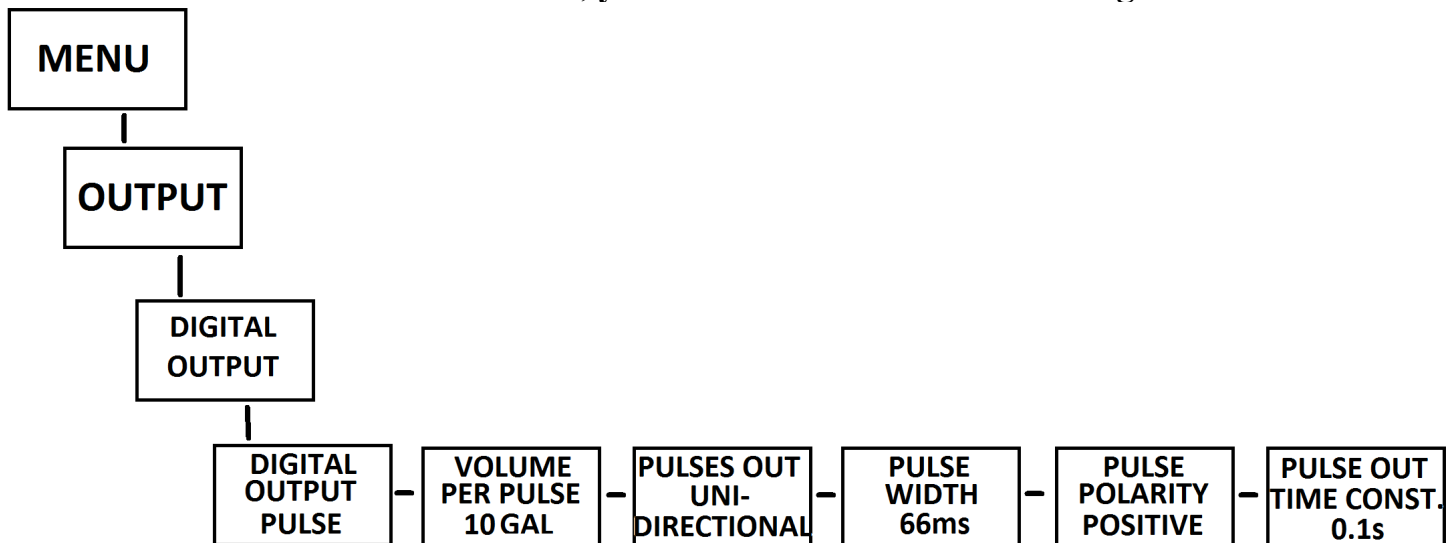 MENU
OUTPUT
DIGITAL
OUTPUT
DIGITAL
OUTPUT
PULSE
VOLUME
PER PULSE
10 GAL
PULSES OUT
UNI-
DIRECTIONAL
PULSE
WIDTH
66ms
PULSE
POLARITY
POSITIVE
PULSE OUT
TIME CONST.
0.1s